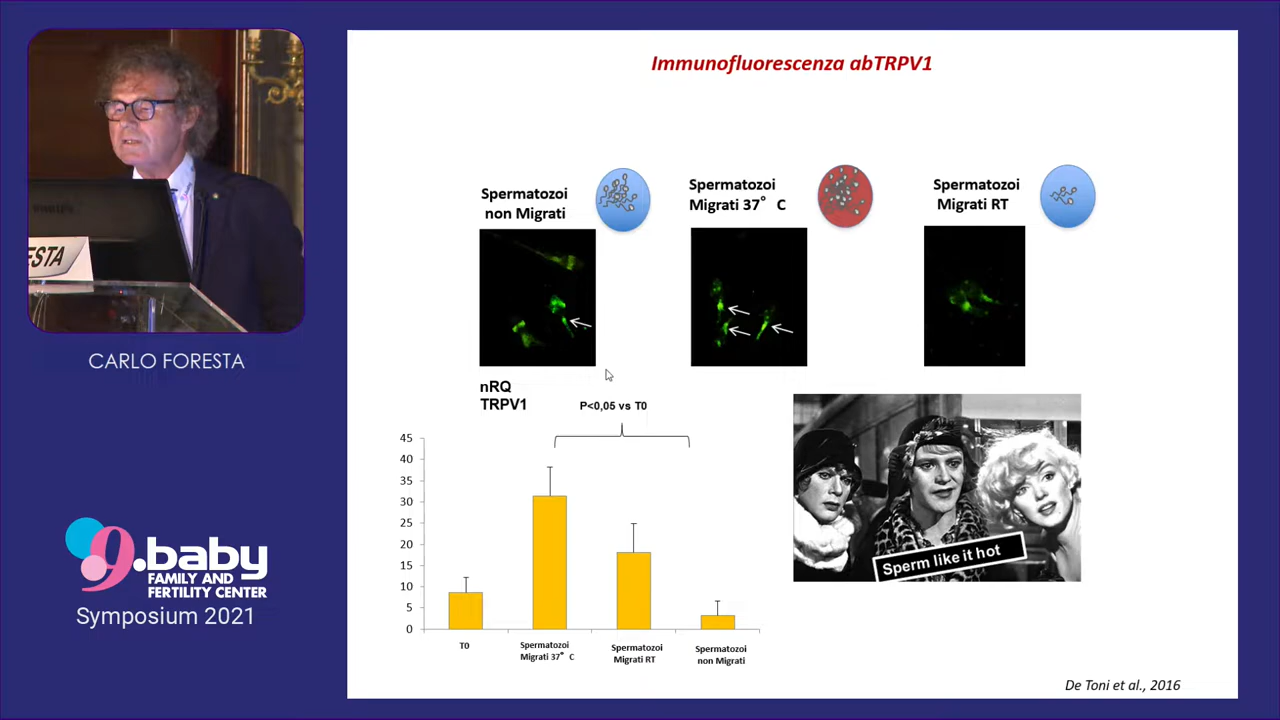 Immunofluorescenza abTRPV1
Spermatozoi
non Migrati
Spermatozoi
Migrati 37° C
Spermatozoi
Migrati RT
PHILIPS
ESTA
CARLO FORESTA
nRQ
TRPV1
P<0,05 vs T0
45
40
35
30
25
20
15
10
5
0
T0
Spermatozoi
Migrati 37° C
Spermatozoi
Migrati RT
Spermatozoi
non Migrati
Sperm like it hot
9.baby
FAMILY AND
FERTILITY CENTER
Symposium 2021
De Toni et al., 2016